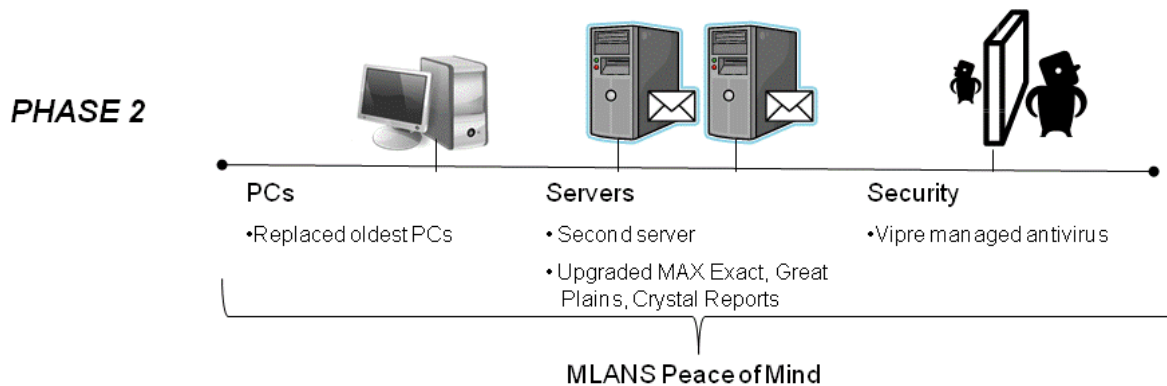 PHASE 2
PCs
•Replaced oldest PCs
Servers
• Second server
• Upgraded MAX Exact, Great
Plains, Crystal Reports
Security
•Vipre managed antivirus
MLANS Peace of Mind